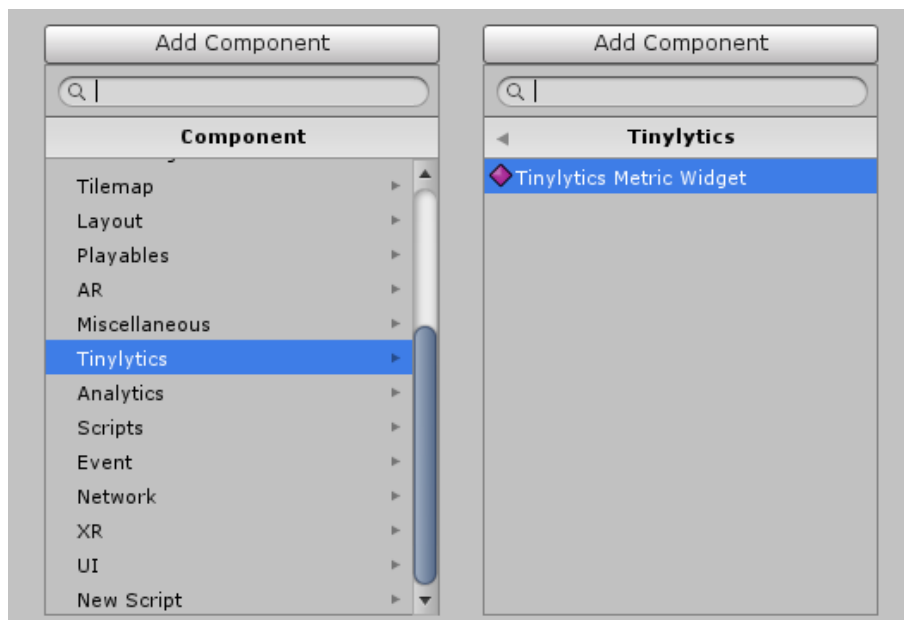 Add Component
Component
Tilemap
Layout
Playables
AR
Miscellaneous
Tinylytics
Analytics
Scripts
Event
Network
XR
UI
New Script
Add Component
Tinylytics
Tinylytics Metric Widget